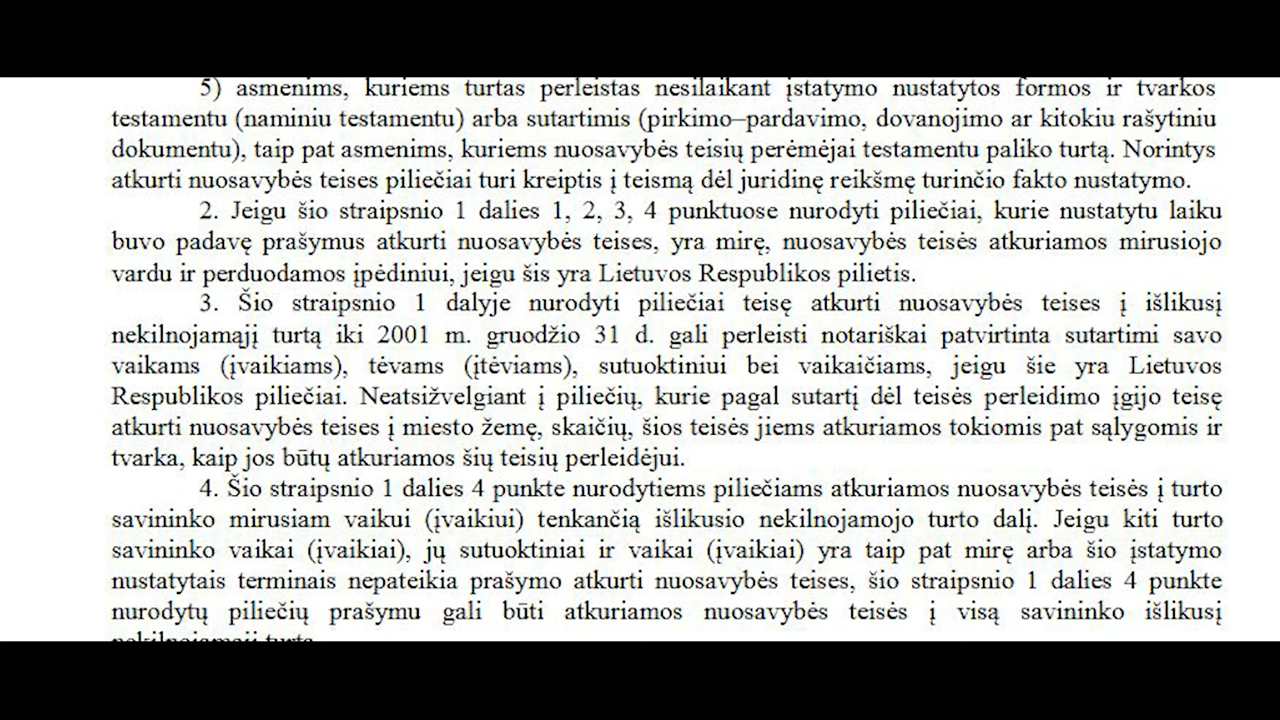 5) asmenims, kuriems turtas perleistas nesilaikant įstatymo nustatytos formos ir tvarkos
testamentu (naminiu testamentu) arba sutartimis (pirkimo–pardavimo, dovanojimo ar kitokiu rašytiniu
dokumentu), taip pat asmenims, kuriems nuosavybės teisių perėmėjai testamentu paliko turtą. Norintys
atkurti nuosavybės teises piliečiai turi kreiptis į teismą dėl juridinę reikšmę turinčio fakto nustatymo.
2. Jeigu šio straipsnio 1 dalies 1, 2, 3, 4 punktuose nurodyti piliečiai, kurie nustatytu laiku
buvo padavę prašymus atkurti nuosavybės teises, yra mirę, nuosavybės teisės atkuriamos mirusiojo
vardu ir perduodamos įpėdiniui, jeigu šis yra Lietuvos Respublikos pilietis.
3. Šio straipsnio 1 dalyje nurodyti piliečiai teisę atkurti nuosavybės teises į išlikusį
nekilnojamąjį turtą iki 2001 m. gruodžio 31 d. gali perleisti notariškai patvirtinta sutartimi savo
vaikams (įvaikiams), tėvams (įtėviams), sutuoktiniui bei vaikaičiams, jeigu šie yra Lietuvos
Respublikos piliečiai. Neatsižvelgiant į piliečių, kurie pagal sutartį dėl teisės perleidimo įgijo teisę
atkurti nuosavybės teises į miesto žemę, skaičių, šios teisės jiems atkuriamos tokiomis pat sąlygomis ir
tvarka, kaip jos būtų atkuriamos šių teisių perleidėjui.
4. Šio straipsnio 1 dalies 4 punkte nurodytiems piliečiams atkuriamos nuosavybės teisės į turto
savininko mirusiam vaikui (įvaikiui) tenkančią išlikusio nekilnojamojo turto dalį. Jeigu kiti turto
savininko vaikai (įvaikiai), jų sutuoktiniai ir vaikai (įvaikiai) yra taip pat mirę arba šio įstatymo
nustatytais terminais nepateikia prašymo atkurti nuosavybės teises, šio straipsnio 1 dalies 4 punkte
nurodytų piliečių prašymu gali būti atkuriamos nuosavybės teisės į visą savininko išlikusį